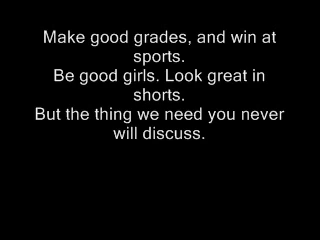 Make good grades, and win at
sports.
Be good girls. Look great in
shorts.
But the thing we need you never
will discuss.